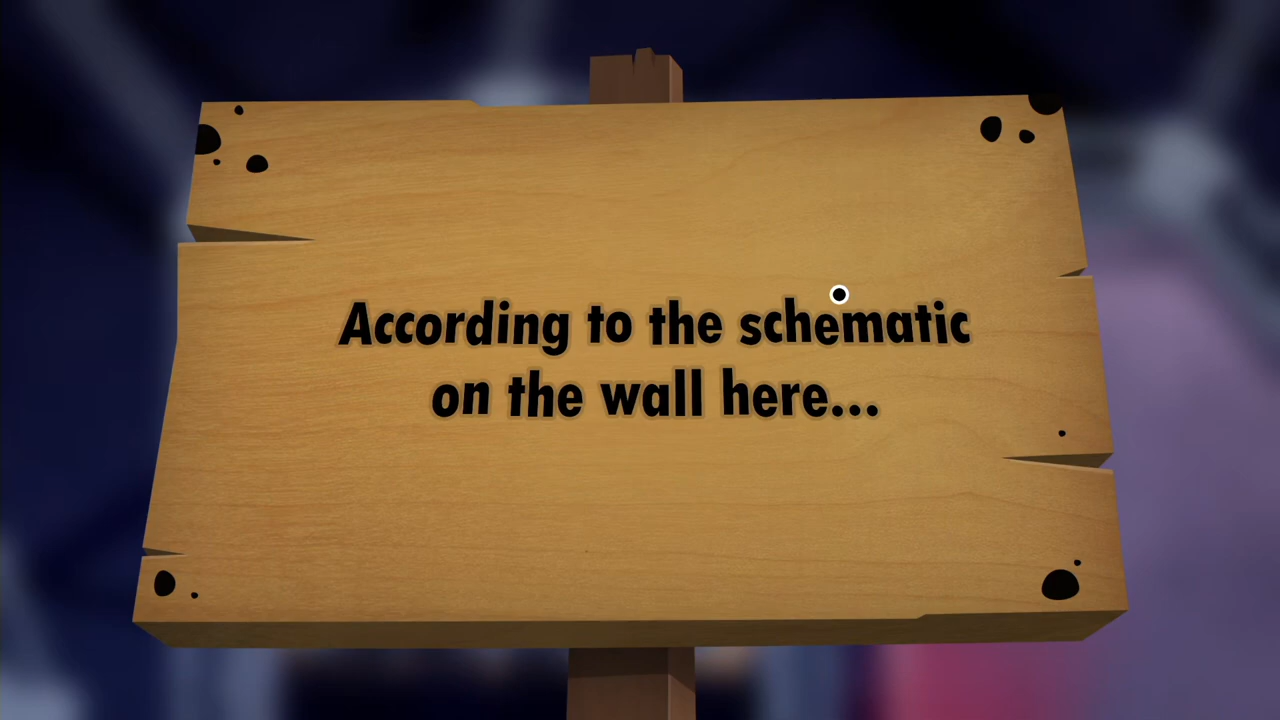 According to the schematic
on the wall here...